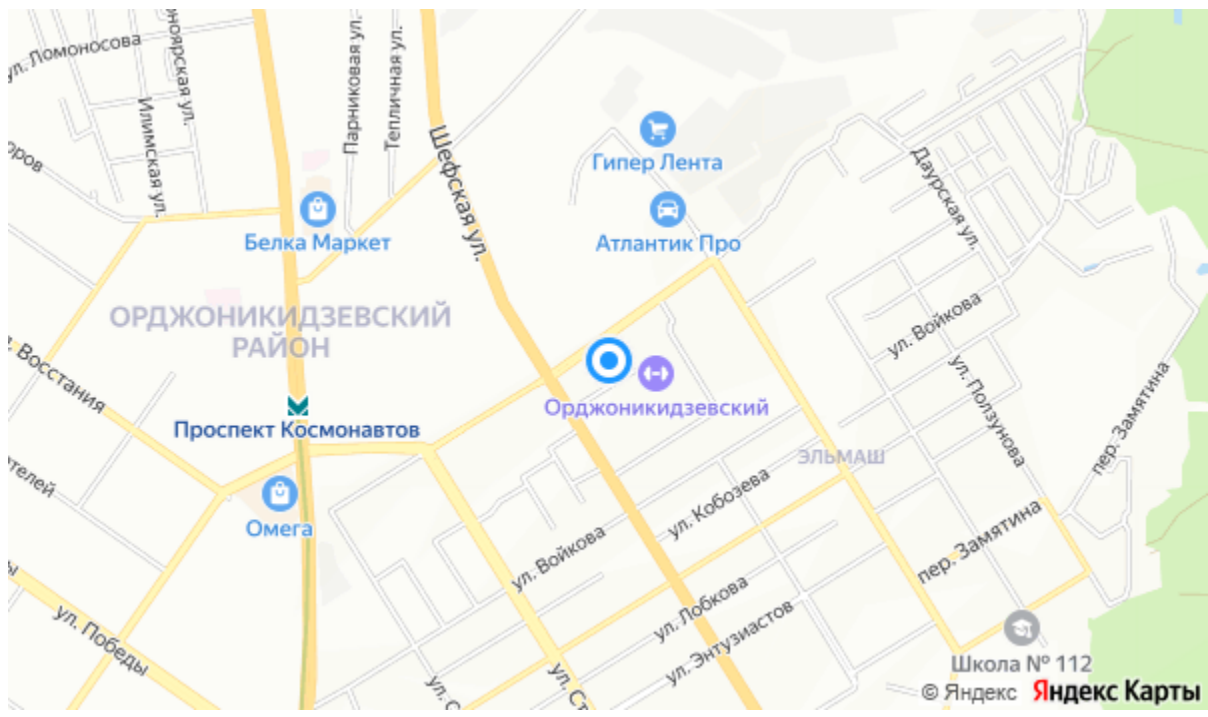 ул. Ломоносова
Илимская ул.
Парниковая ул.
Тепличная ул.
Шефская ул.
Гипер Лента
Белка Маркет
Атлантик Про
Даурская ул.
ОРДЖОНИКИДЗЕВСКИЙ
РАЙОН
ул. Войкова
Восстания
Проспект Космонавтов
Орджоникидзевский
ул. Ползунова
пер. Замятина
ЭЛЬМАШ
Омега
ул. Кобозева
ул. Войкова
пер. Замятина
ул. Победы
ул. Лобкова
ул. Энтузиастов
Школа № 112
© Яндекс Яндекс Карты